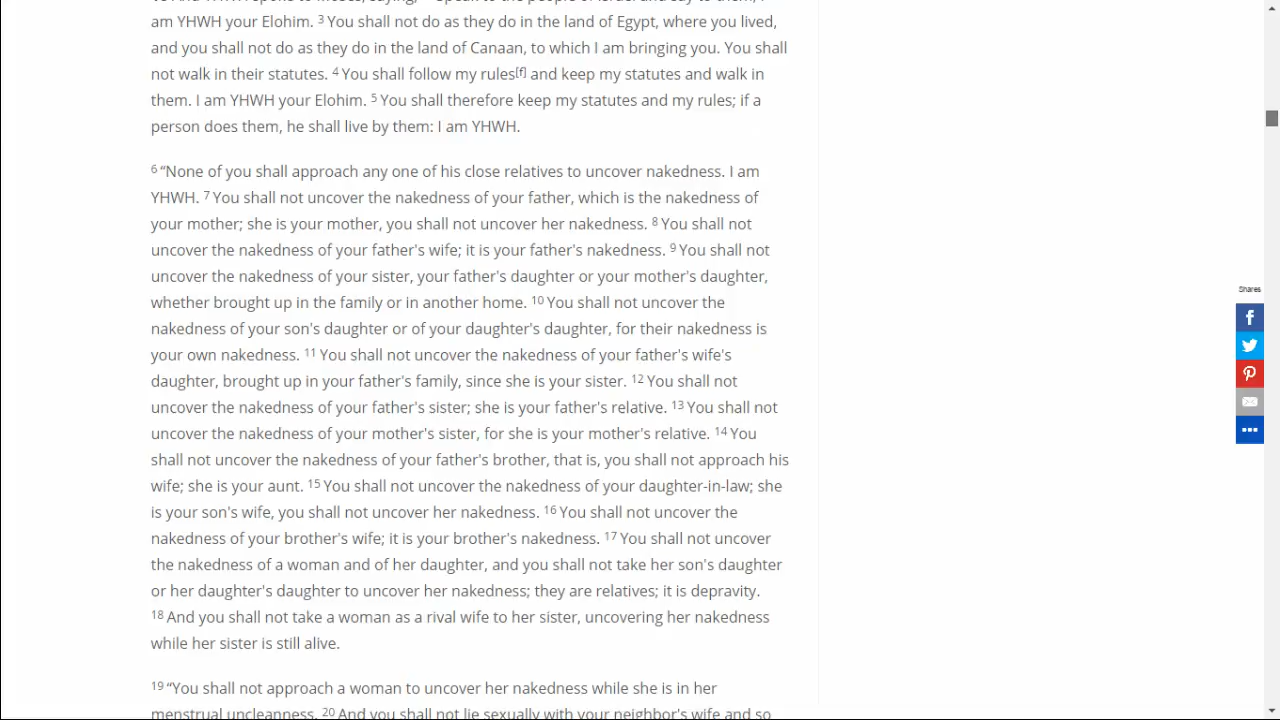 am YHWH your Elohim. 3 You shall not do as they do in the land of Egypt, where you lived,
and you shall not do as they do in the land of Canaan, to which I am bringing you. You shall
not walk in their statutes. 4 You shall follow my rules[f] and keep my statutes and walk in
them. I am YHWH your Elohim. 5 You shall therefore keep my statutes and my rules; if a
person does them, he shall live by them: I am YHWH.
6 “None of you shall approach any one of his close relatives to uncover nakedness. I am
YHWH. 7 You shall not uncover the nakedness of your father, which is the nakedness of
your mother; she is your mother, you shall not uncover her nakedness. 8 You shall not
uncover the nakedness of your father's wife; it is your father's nakedness. 9 You shall not
uncover the nakedness of your sister, your father's daughter or your mother's daughter,
whether brought up in the family or in another home. 10 You shall not uncover the
nakedness of your son's daughter or of your daughter's daughter, for their nakedness is
your own nakedness. 11 You shall not uncover the nakedness of your father's wife's
daughter, brought up in your father's family, since she is your sister. 12 You shall not
uncover the nakedness of your father's sister; she is your father's relative. 13 You shall not
uncover the nakedness of your mother's sister, for she is your mother's relative. 14 You
shall not uncover the nakedness of your father's brother, that is, you shall not approach his
wife; she is your aunt. 15 You shall not uncover the nakedness of your daughter-in-law; she
is your son's wife, you shall not uncover her nakedness. 16 You shall not uncover the
nakedness of your brother's wife; it is your brother's nakedness. 17 You shall not uncover
the nakedness of a woman and of her daughter, and you shall not take her son's daughter
or her daughter's daughter to uncover her nakedness; they are relatives; it is depravity.
18 And you shall not take a woman as a rival wife to her sister, uncovering her nakedness
while her sister is still alive.
19 “You shall not approach a woman to uncover her nakedness while she is in her
menstrual uncleanness. 20 And you shall not lie sexually with your neighbor's wife and so
Shares